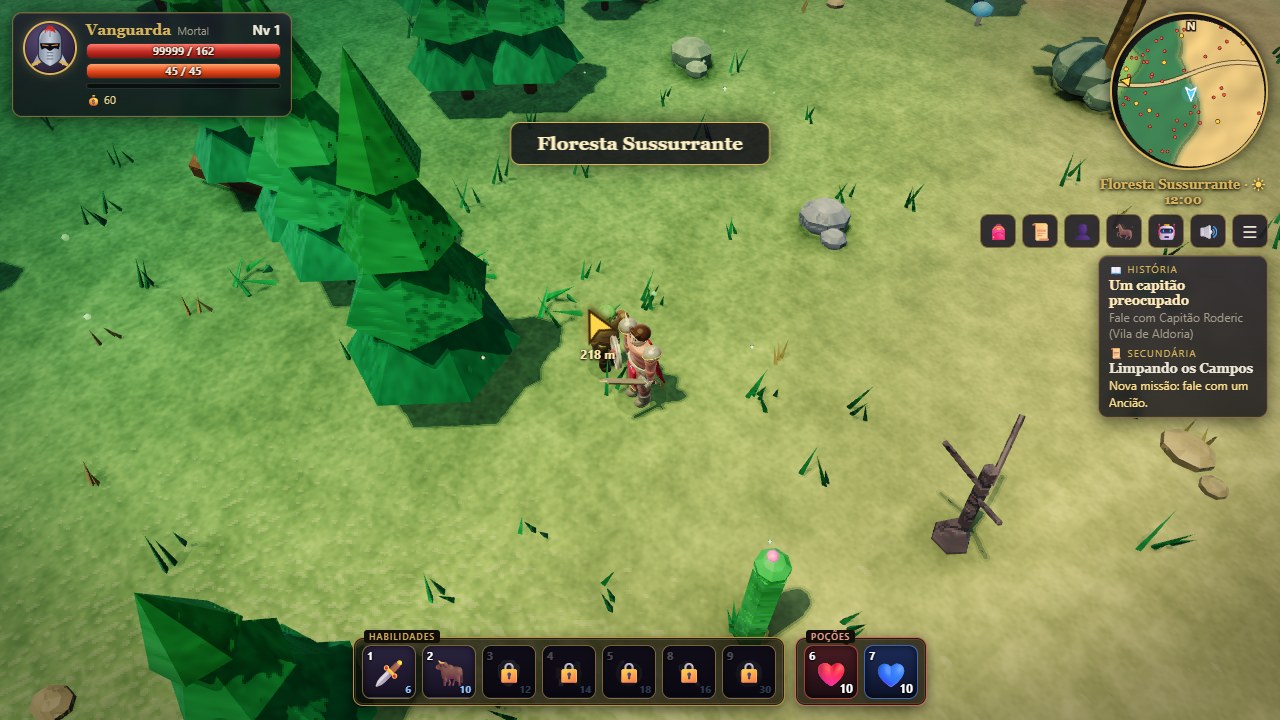 Vanguarda Mortal Nv 1
99999 / 162
45 / 45
60
Floresta Sussurrante
N
Floresta Sussurrante ·
12:00
HISTÓRIA
Um capitão
preocupado
Fale com Capitão Roderic
(Vila de Aldoria)
SECUNDÁRIA
Limpando os Campos
Nova missão: fale com um
Ancião.
218 m
HABILIDADES
1 6
2 10
3 12
4 14
5 18
8 16
9 30
POÇÕES
6 10
7 10